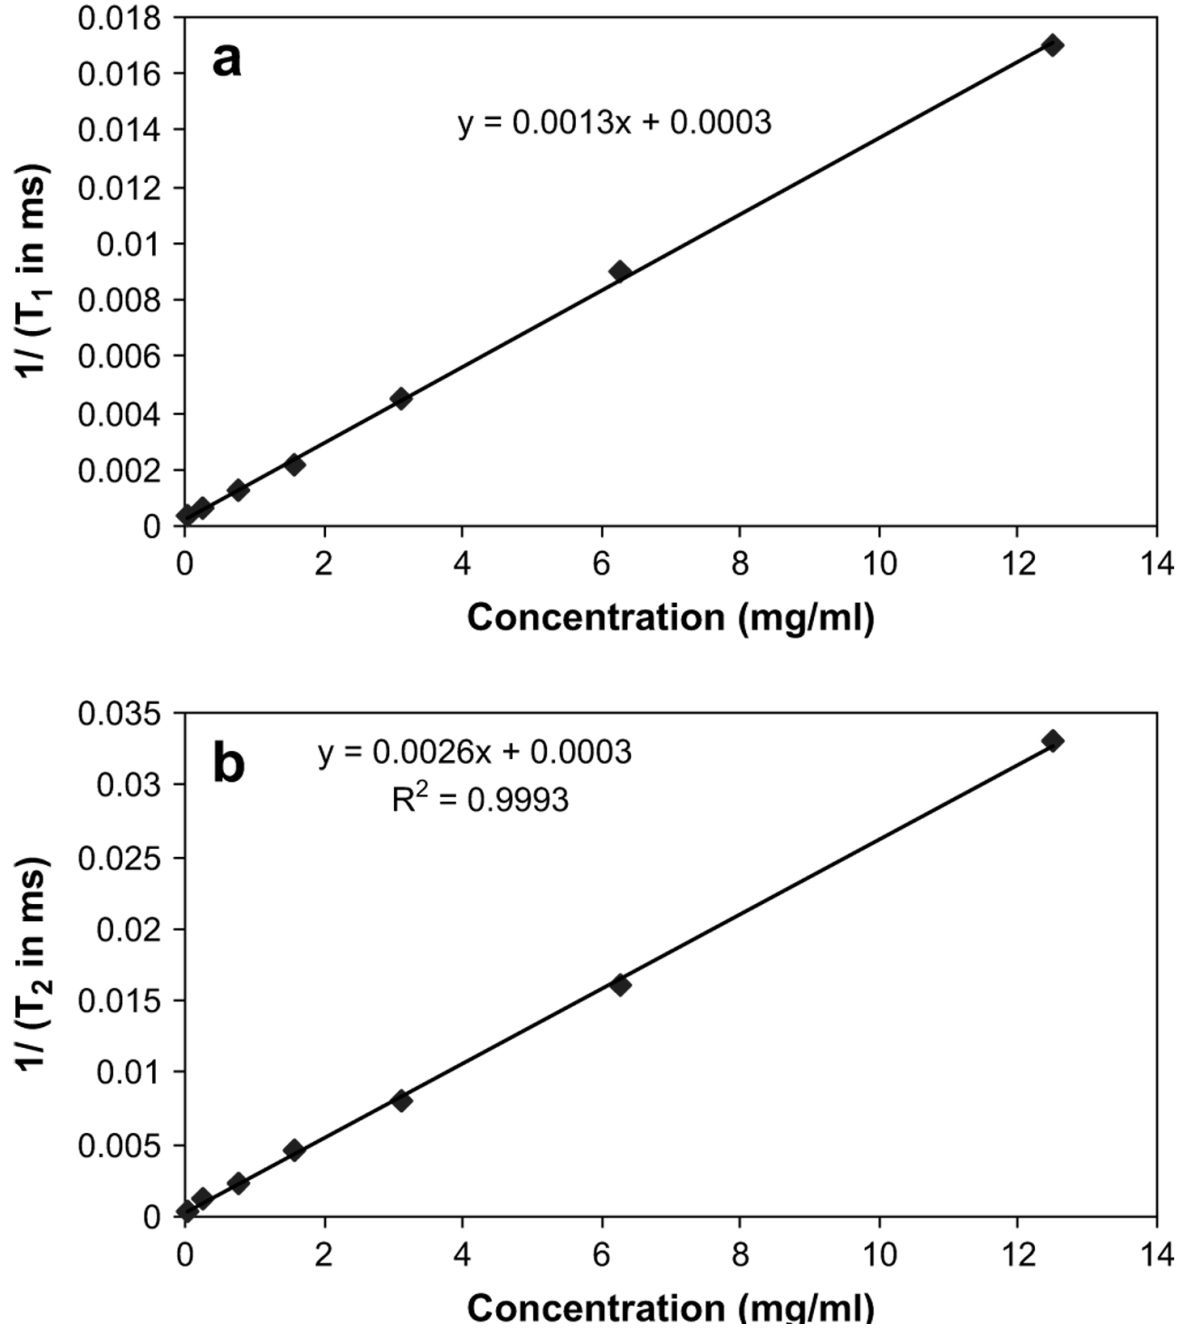 a
y = 0.0013x + 0.0003
0.018
0.016
0.014
0.012
0.01
0.008
0.006
0.004
0.002
0
1/ (T₁ in ms)
0 2 4 6 8 10 12 14
Concentration (mg/ml)
b
y = 0.0026x + 0.0003
R² = 0.9993
0.035
0.03
0.025
0.02
0.015
0.01
0.005
0
1/ (T₂ in ms)
0 2 4 6 8 10 12 14
Concentration (mg/ml)